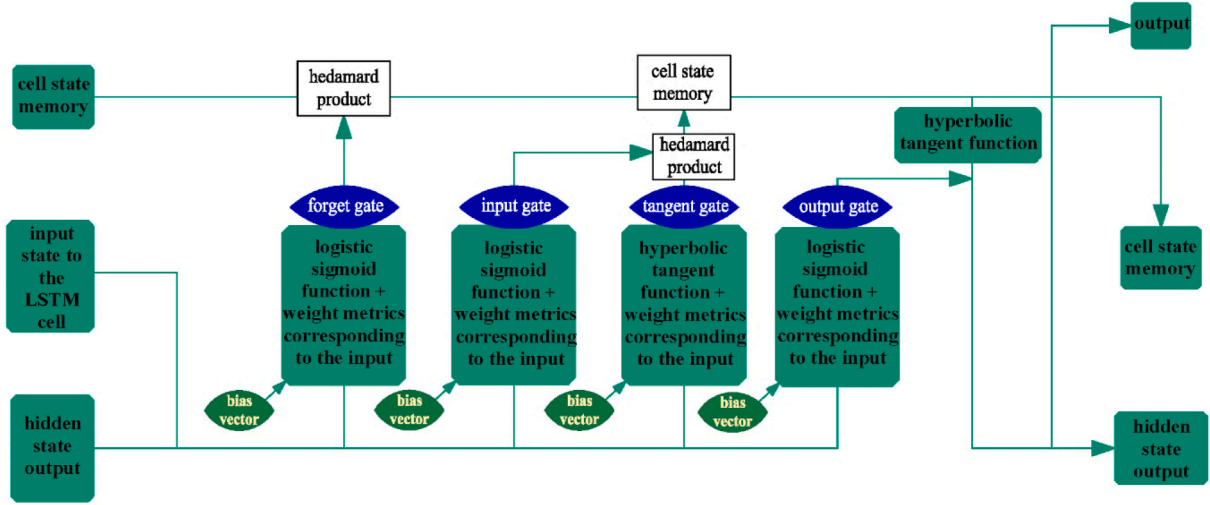 output
cell state
memory
hedamard
product
cell state
memory
hyperbolic
tangent function
hedamard
product
forget gate
input gate
tangent gate
output gate
input
state to
the
LSTM
cell
logistic
sigmoid
function +
weight metrics
corresponding
to the input
logistic
sigmoid
function +
weight metrics
corresponding
to the input
hyperbolic
tangent
function +
weight metrics
corresponding
to the input
logistic
sigmoid
function +
weight metrics
corresponding
to the input
cell state
memory
bias
vector
bias
vector
bias
vector
bias
vector
hidden
state
output
hidden
state
output